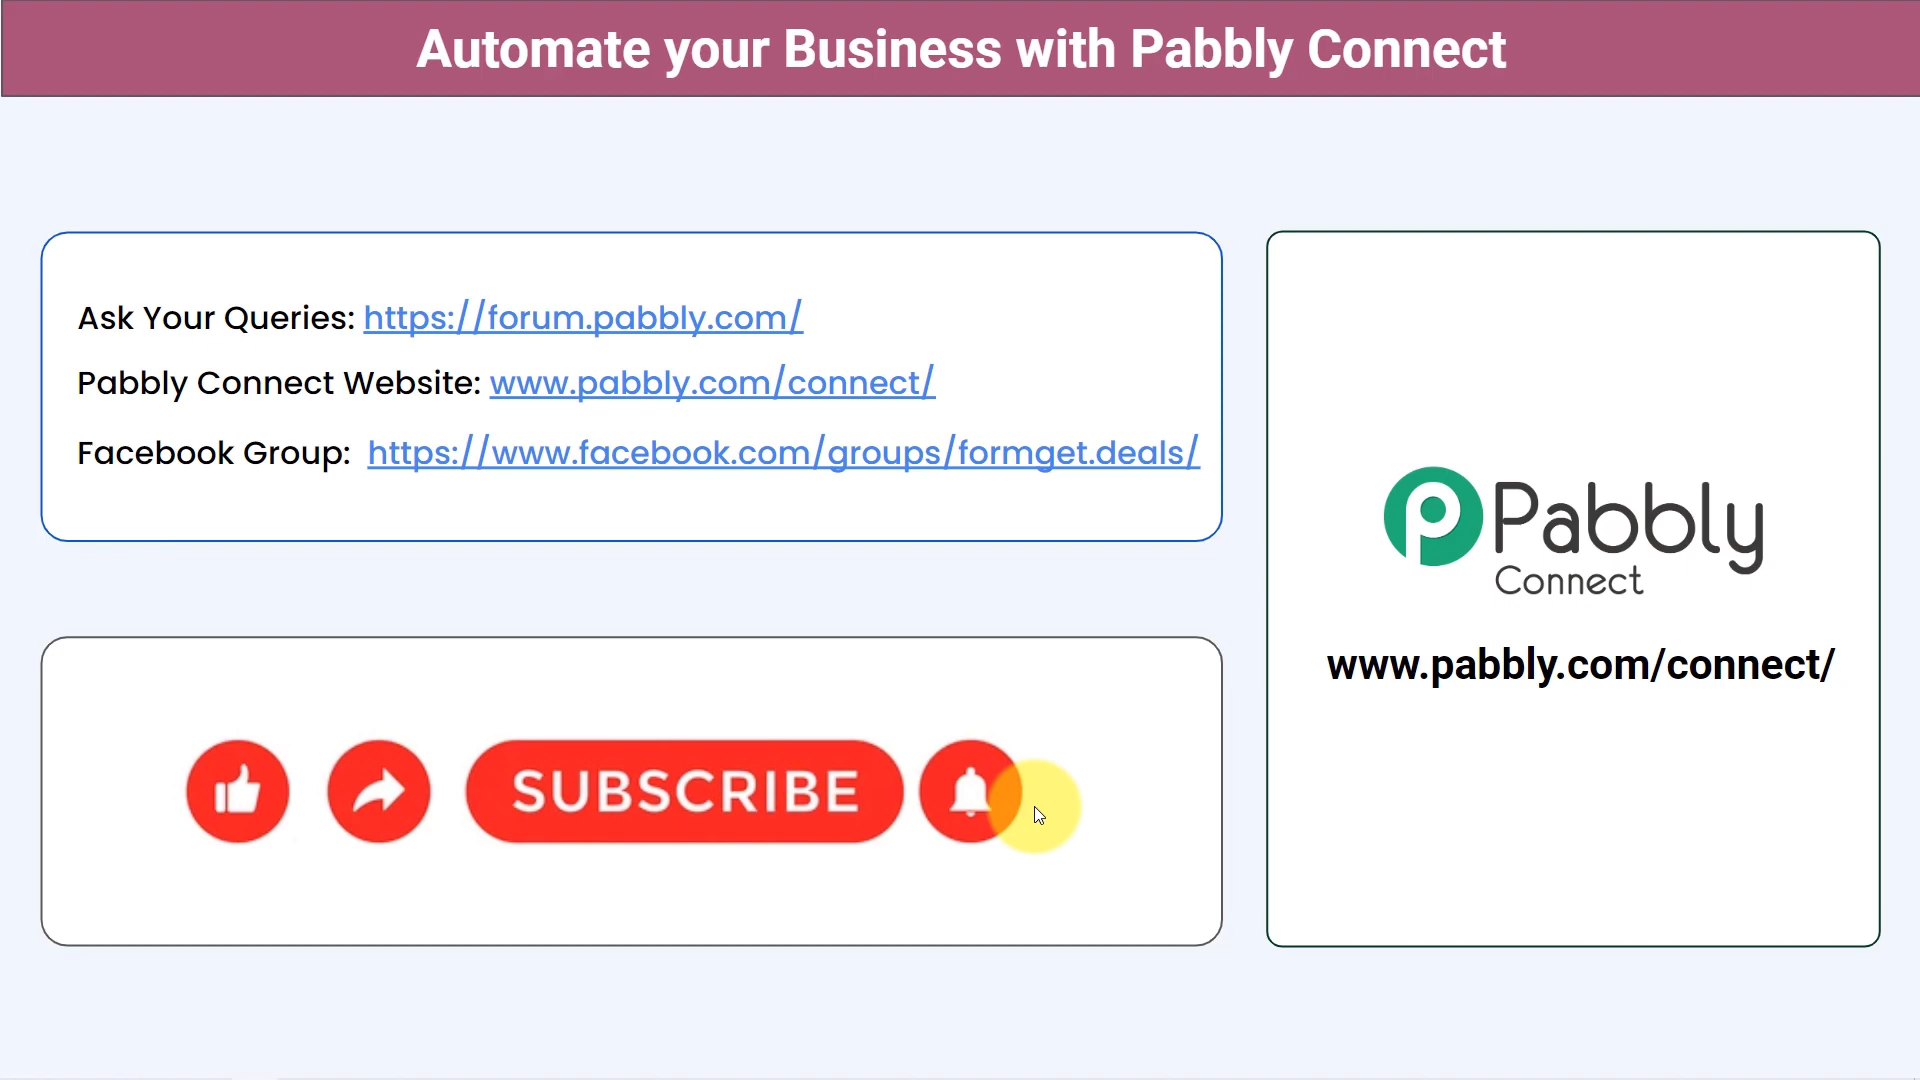 Automate your Business with Pabbly Connect
Ask Your Queries: https://forum.pabbly.com/
Pabbly Connect Website: www.pabbly.com/connect/
Facebook Group: https://www.facebook.com/groups/formget.deals/
SUBSCRIBE
Pabbly
Connect
www.pabbly.com/connect/